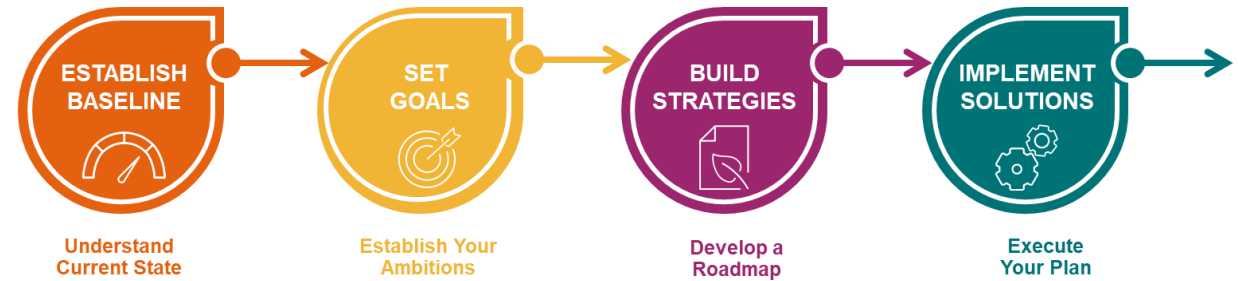 ESTABLISH
BASELINE
Understand
Current State
SET
GOALS
Establish Your
Ambitions
BUILD
STRATEGIES
Develop a
Roadmap
IMPLEMENT
SOLUTIONS
Execute
Your Plan